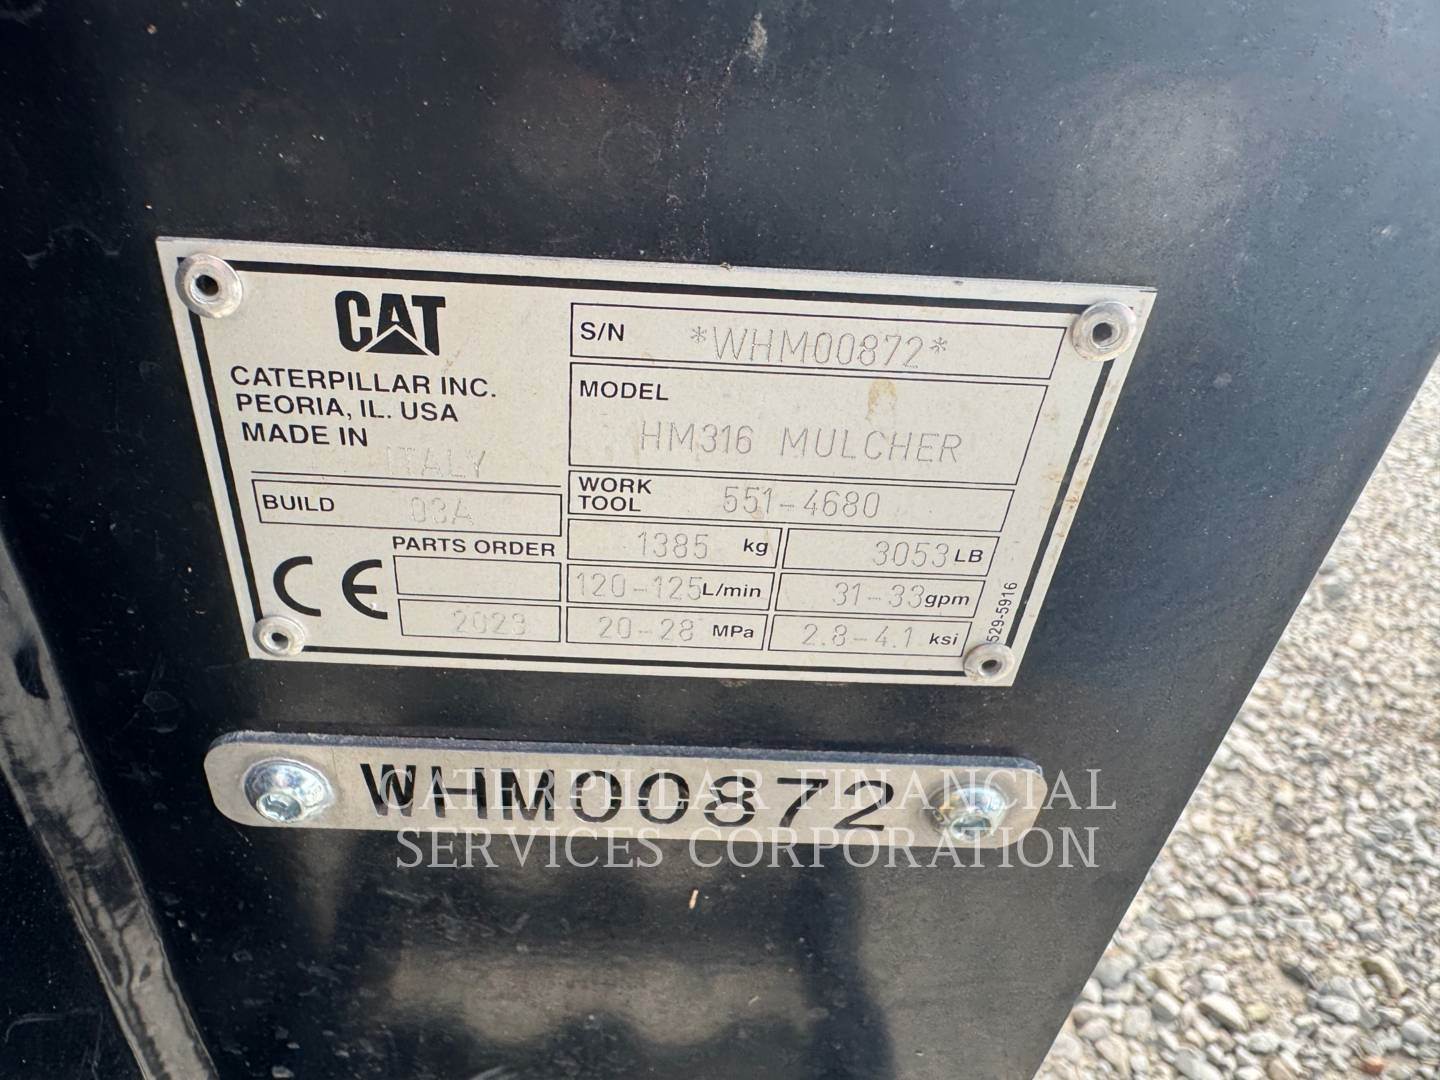 CAT
CATERPILLAR INC.
PEORIA, IL. USA
MADE IN
ITALY
BUILD 03A
PARTS ORDER
2023
CE
S/N *WHM00872*
MODEL
HM316 MULCHER
WORK TOOL 551-4680
1385 kg 3053 LB
120-125 L/min 31-33 gpm
20-28 MPa 2.8-4.1 ksi
529-5916
WHM00872
CATERPILLAR FINANCIAL
SERVICES CORPORATION